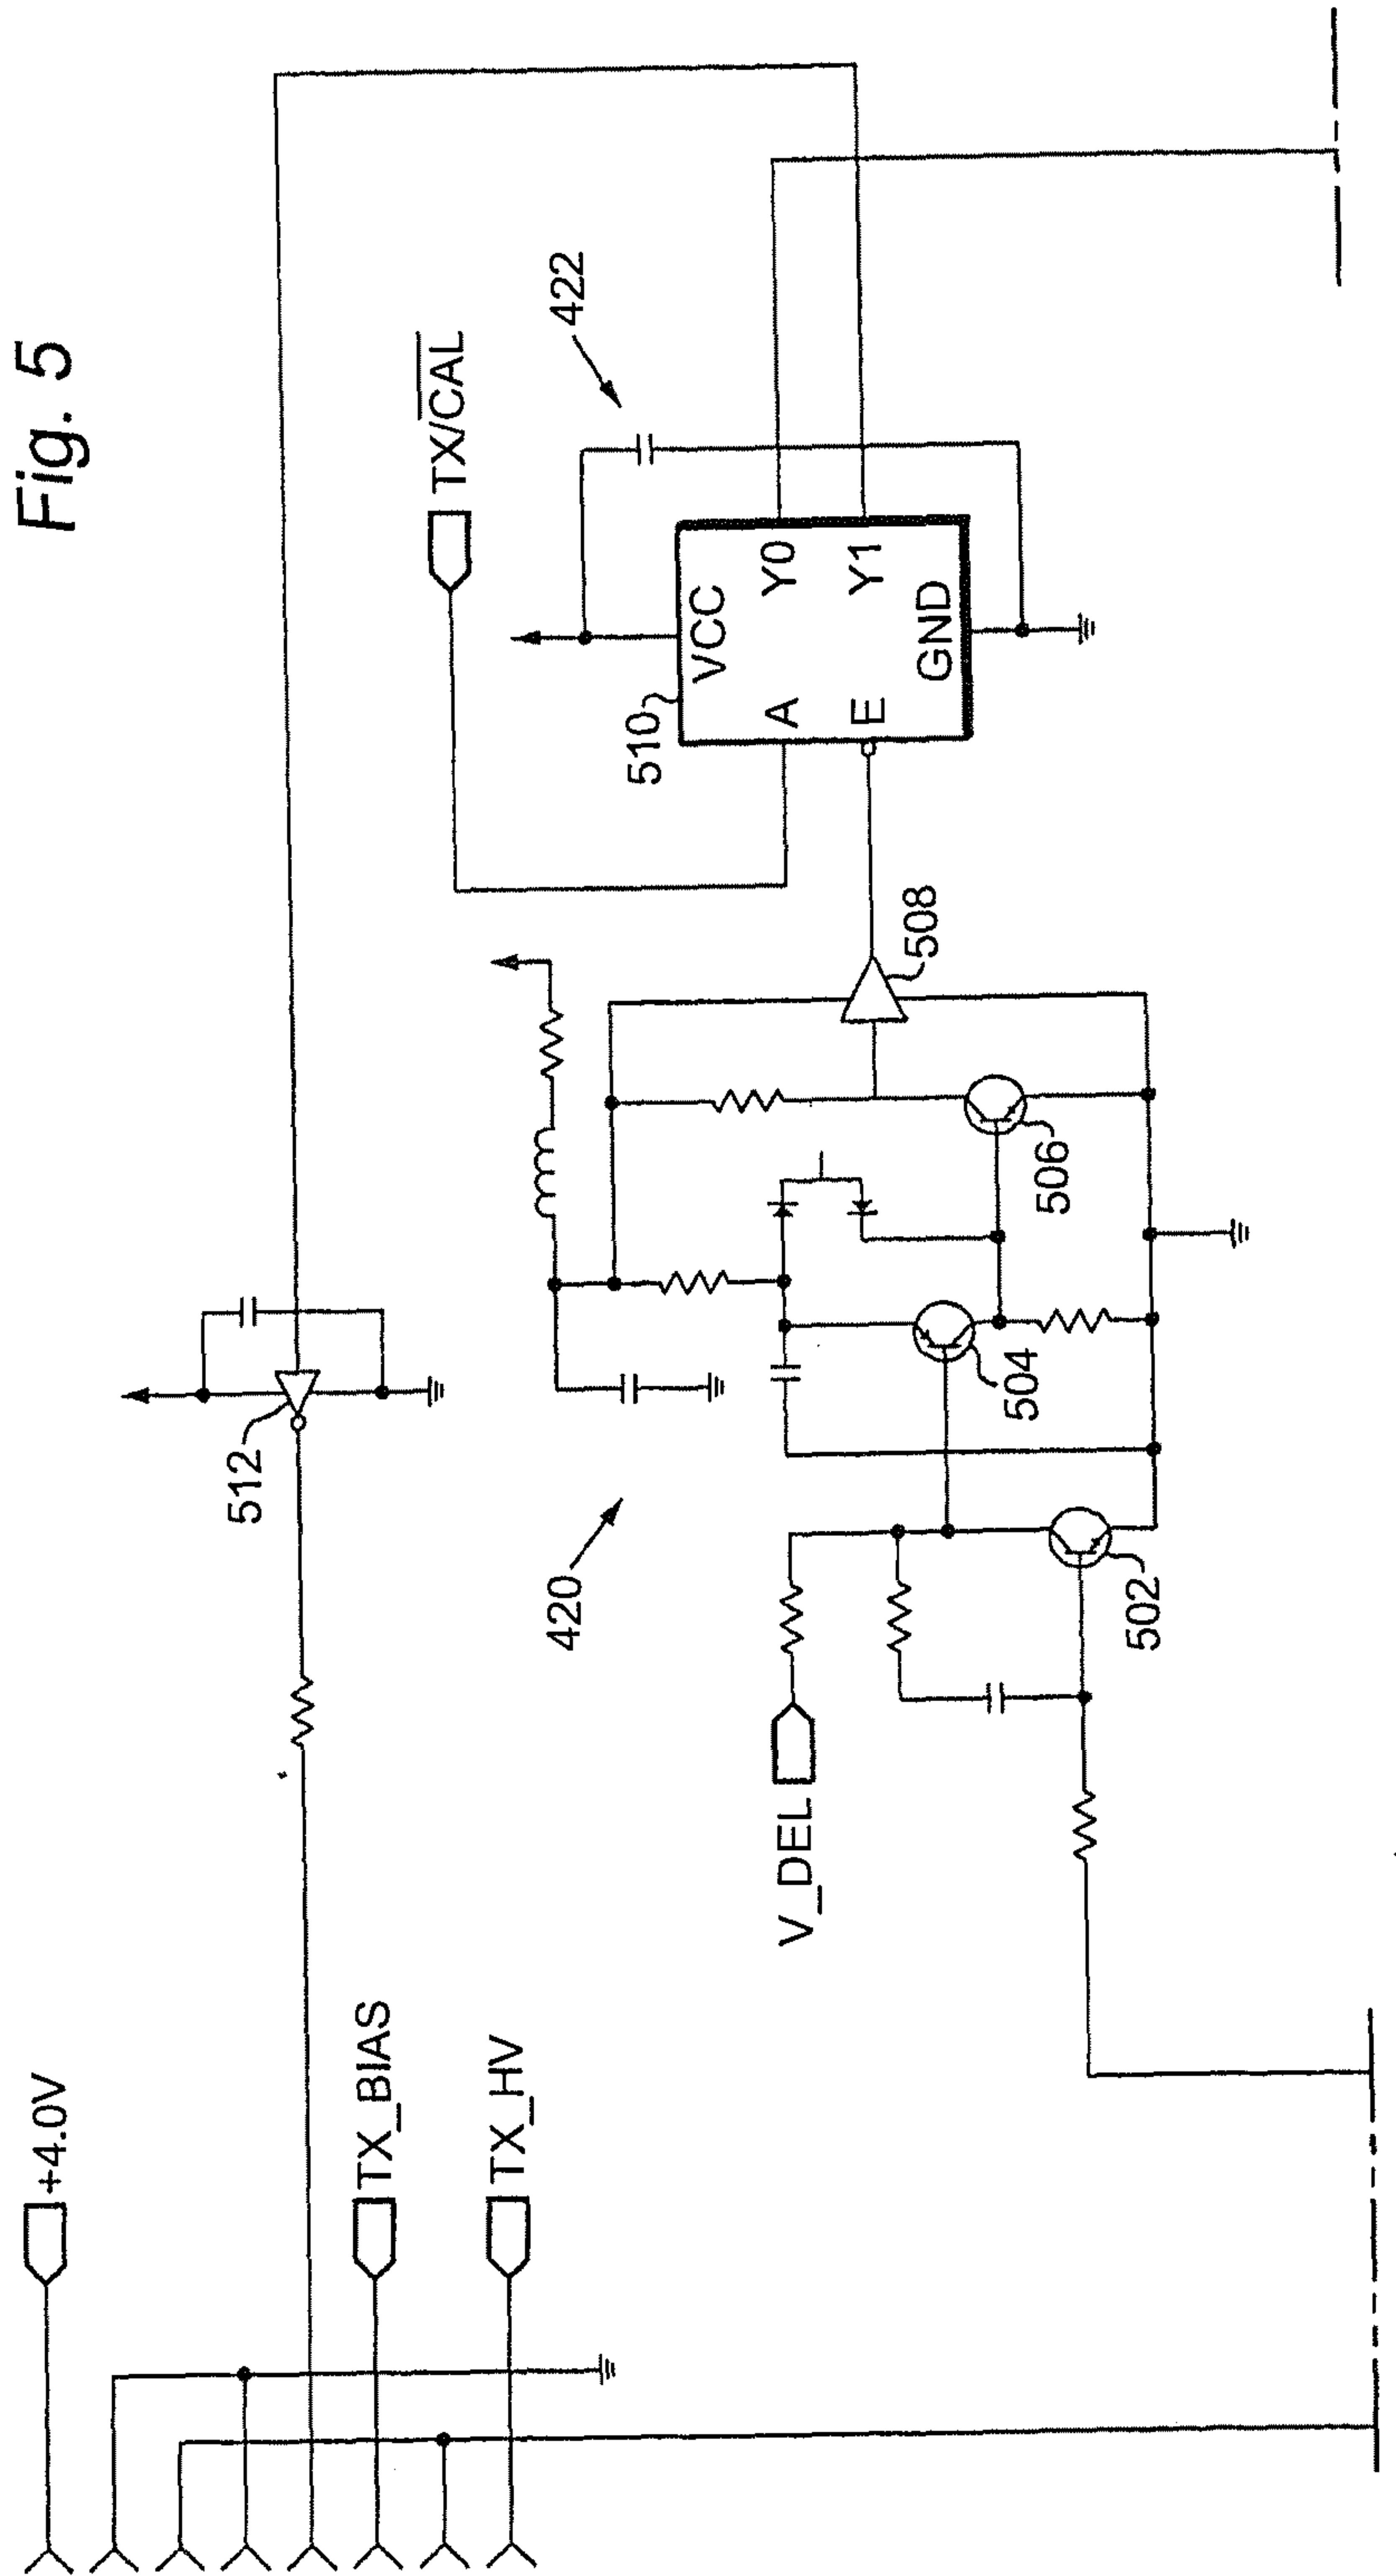 Fig. 5
+4.0V
TX_BIAS
TX_HV
512
TX/C̅A̅L̅
422
420
510
VCC
A
Y0
E
Y1
GND
508
V_DEL
502
504
506